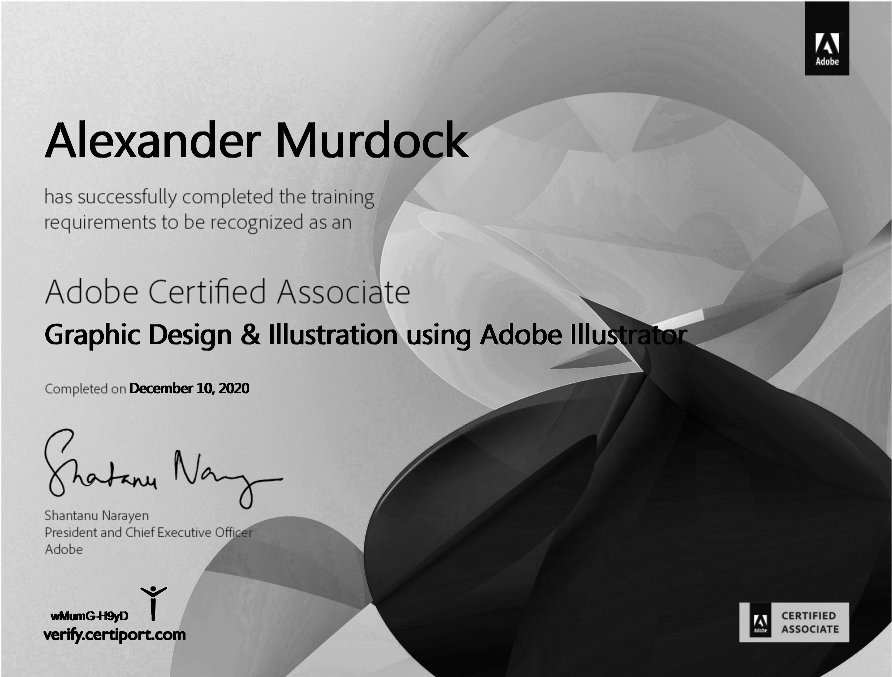 Adobe
Alexander Murdock
has successfully completed the training
requirements to be recognized as an
Adobe Certified Associate
Graphic Design & Illustration using Adobe Illustrator
Completed on December 10, 2020
Shantanu Narayen
Shantanu Narayen
President and Chief Executive Officer
Adobe
wMumG-H9yD
verify.certiport.com
Adobe
CERTIFIED
ASSOCIATE